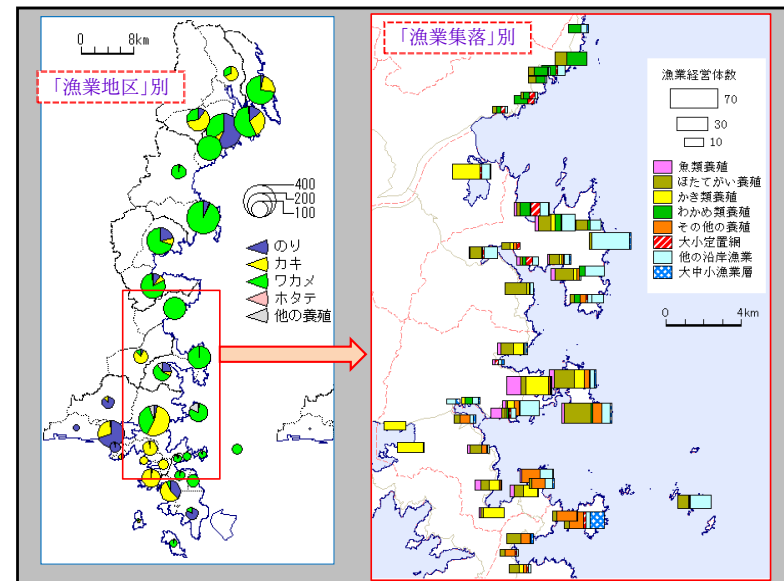 0 8km
「漁業地区」別
400
200
100
のり
カキ
ワカメ
ホタテ
他の養殖
「漁業集落」別
漁業経営体数
70
30
10
魚類養殖
ほたてがい養殖
かき類養殖
わかめ類養殖
その他の養殖
大小定置網
他の沿岸漁業
大中小漁業層
0 4km